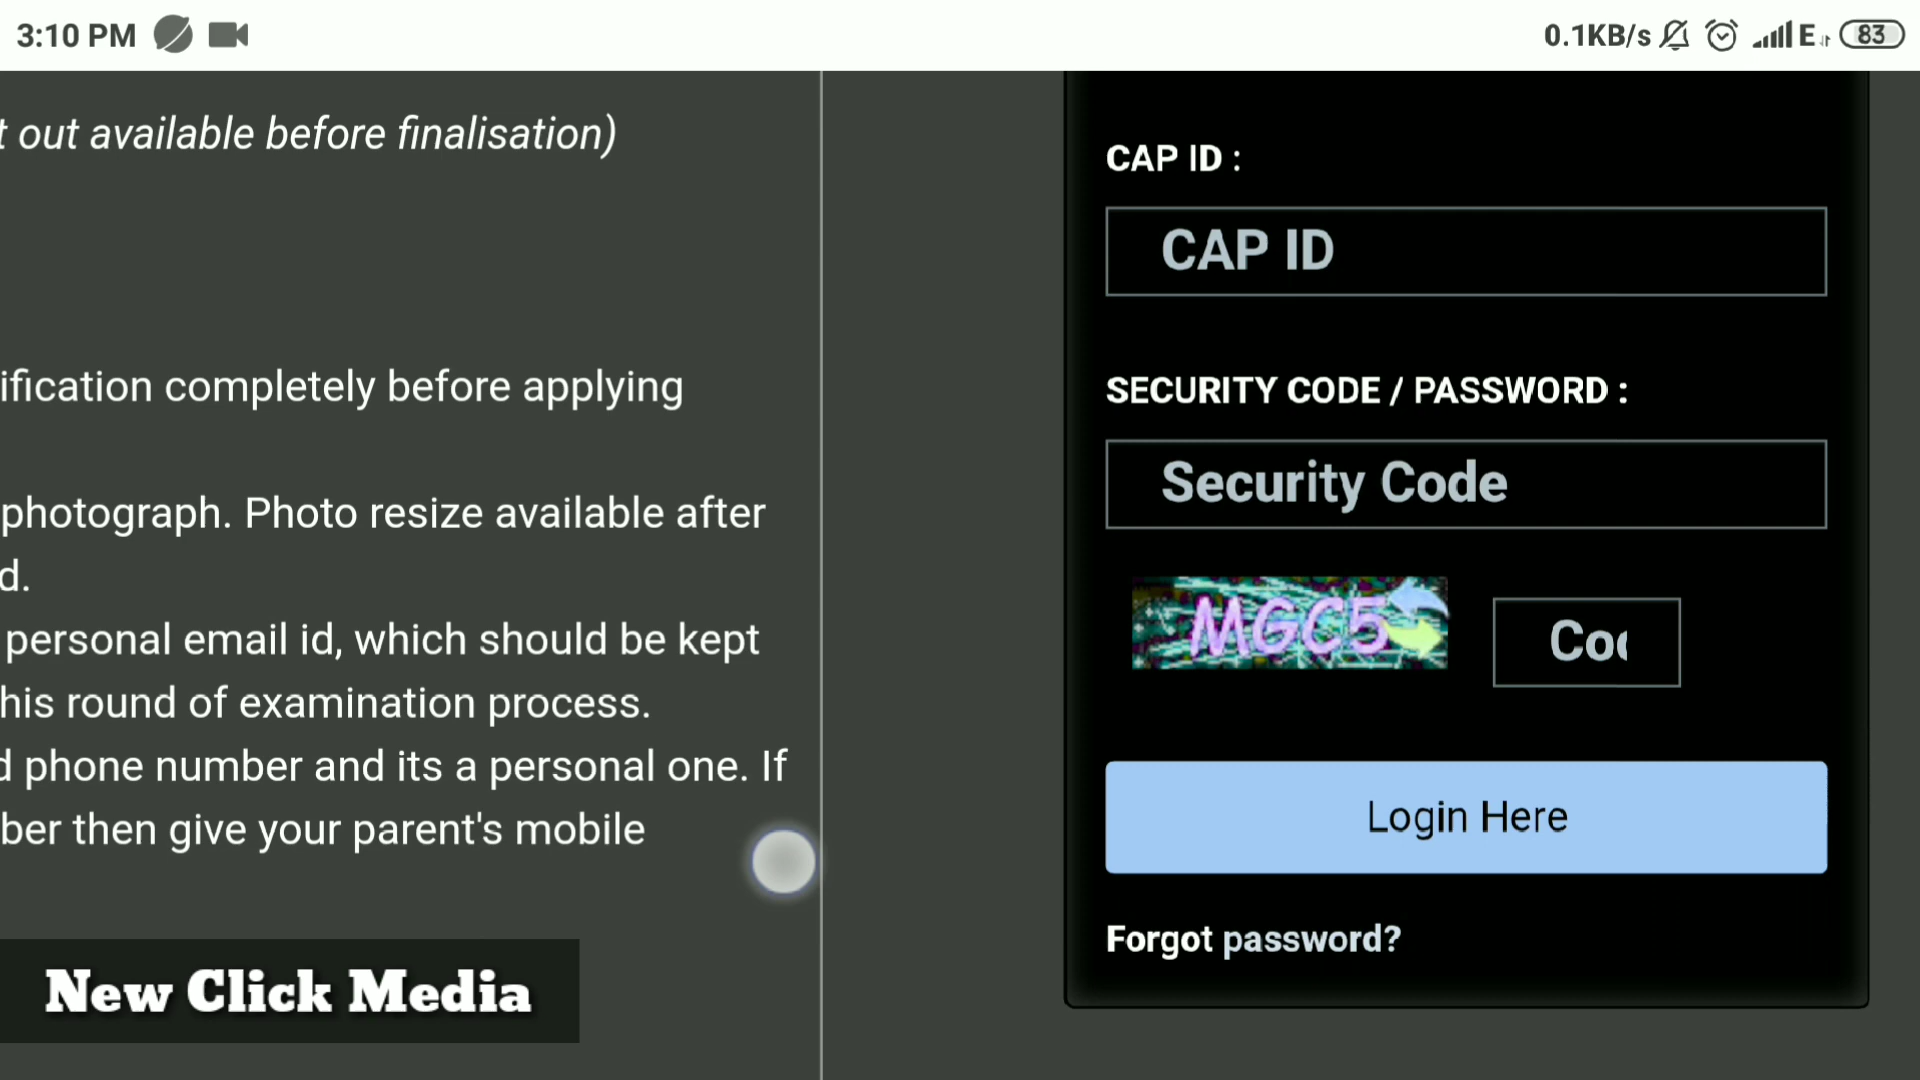 3:10 PM
0.1KB/s
E
83
t out available before finalisation)
ification completely before applying
photograph. Photo resize available after
d.
personal email id, which should be kept
his round of examination process.
d phone number and its a personal one. If
ber then give your parent's mobile
New Click Media
CAP ID :
CAP ID
SECURITY CODE / PASSWORD :
Security Code
MGC5
Cod
Login Here
Forgot password?